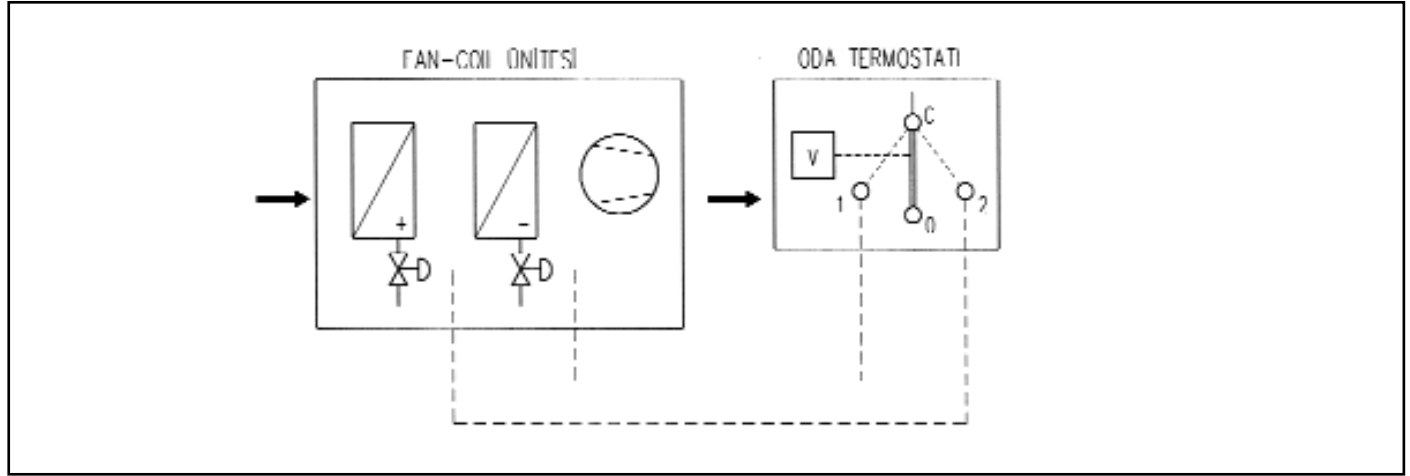 FAN-COIL ÜNİTESİ
ODA TERMOSTATI
C
V
1
2
0
+
-
D
D